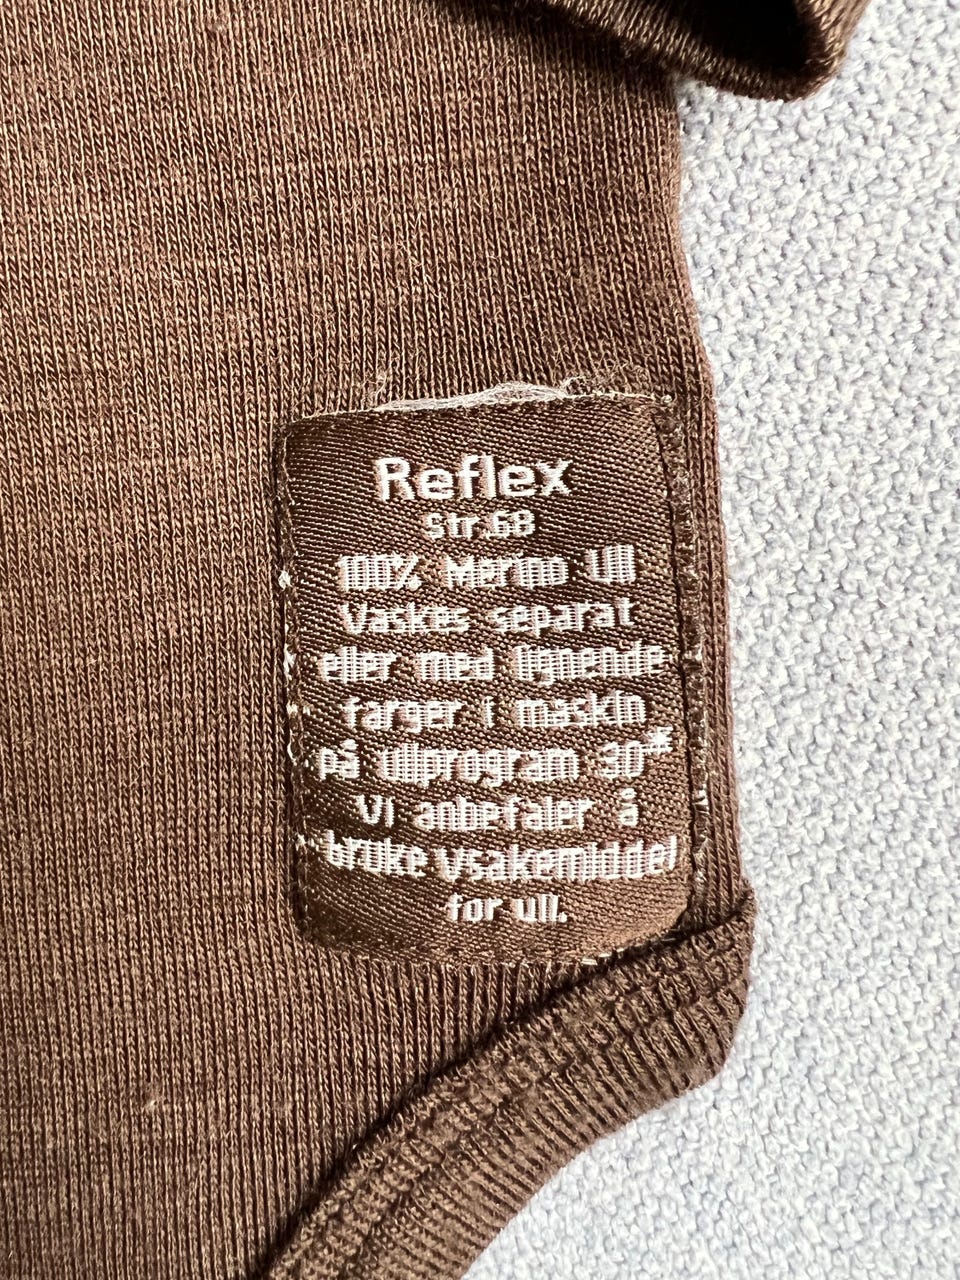 Reflex
Str.68
100% Merino Ull
Vaskes separat
eller med lignende
farger i maskin
på ullprogram 30°
Vi anbefaler å
bruke vsakemiddel
for ull.